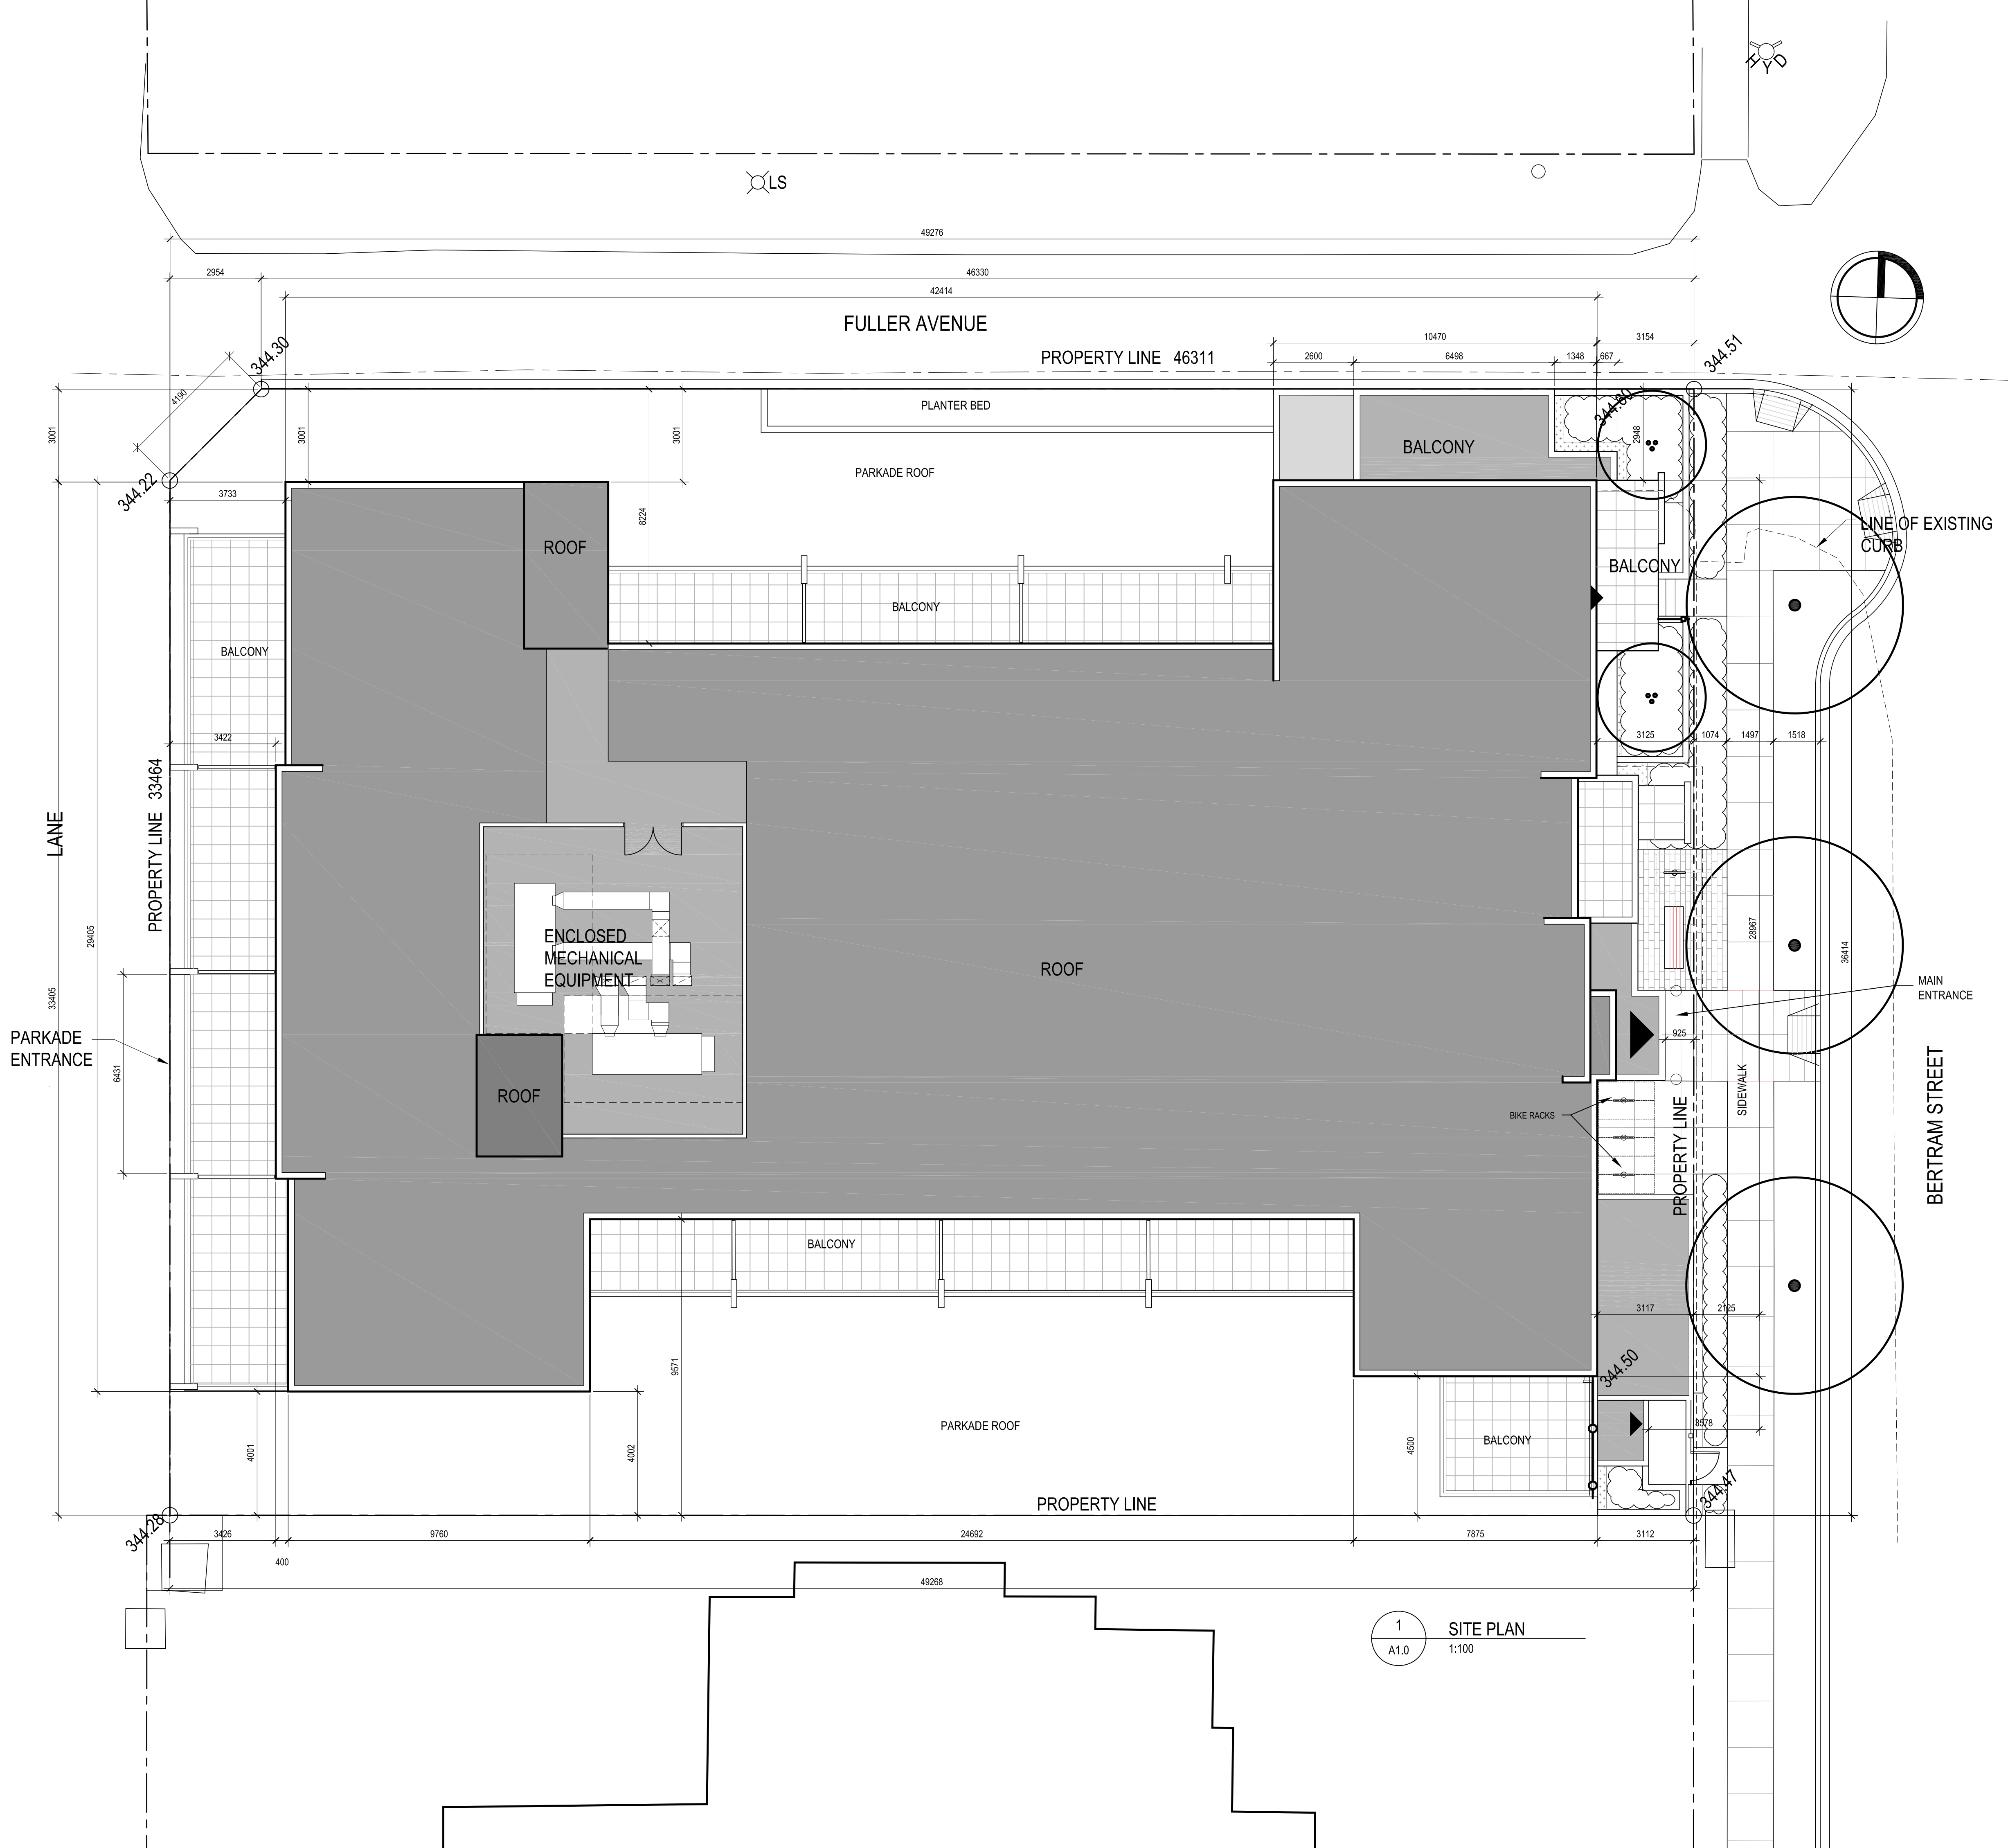 HYD
LS
49276
2954
46330
42414
FULLER AVENUE
10470
3154
PROPERTY LINE 46311
2600
6498
1348
667
344.51
344.30
4190
344.60
PLANTER BED
3001
3001
3001
2948
BALCONY
PARKADE ROOF
344.22
3733
8224
LINE OF EXISTING
CURB
ROOF
BALCONY
BALCONY
BALCONY
3422
3125
1074
1497
1518
PROPERTY LINE 33464
LANE
29405
33405
ENCLOSED
MECHANICAL
EQUIPMENT
ROOF
28967
36414
MAIN
ENTRANCE
PARKADE
ENTRANCE
925
6431
ROOF
SIDEWALK
BIKE RACKS
PROPERTY LINE
BERTRAM STREET
BALCONY
3117
2125
9571
344.50
PARKADE ROOF
3578
BALCONY
4001
4002
4500
344.47
PROPERTY LINE
344.28
3426
9760
24692
7875
3112
400
49268
1
A1.0
SITE PLAN
1:100